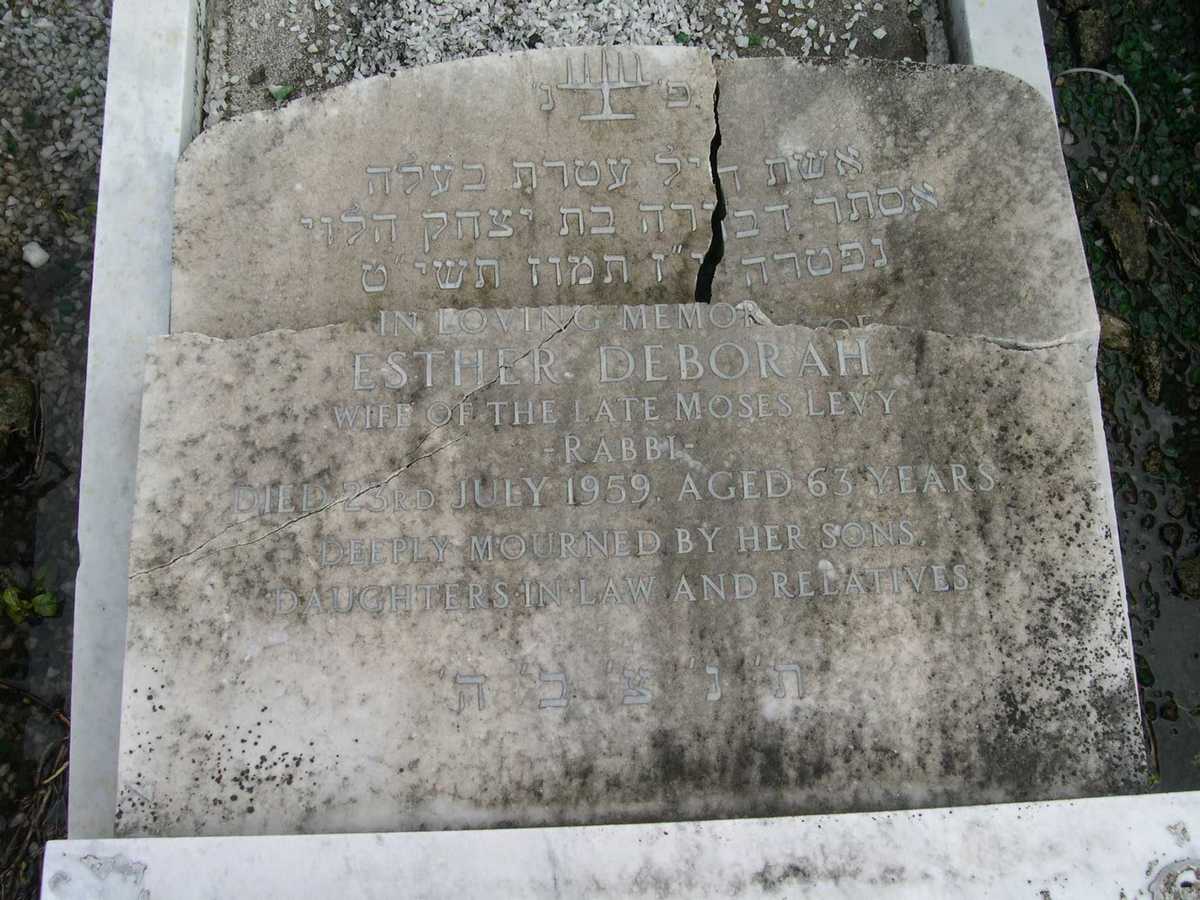 פ' נ'
אשת חיל עטרת בעלה
אסתר דבורה בת יצחק הלוי
נפטרה י"ז תמוז תשי"ט
IN LOVING MEMORY OF
ESTHER DEBORAH
WIFE OF THE LATE MOSES LEVY
-RABBI-
DIED 23RD JULY 1959. AGED 63 YEARS
DEEPLY MOURNED BY HER SONS.
DAUGHTERS·IN·LAW AND RELATIVES
ת' נ' צ' ב' ה'